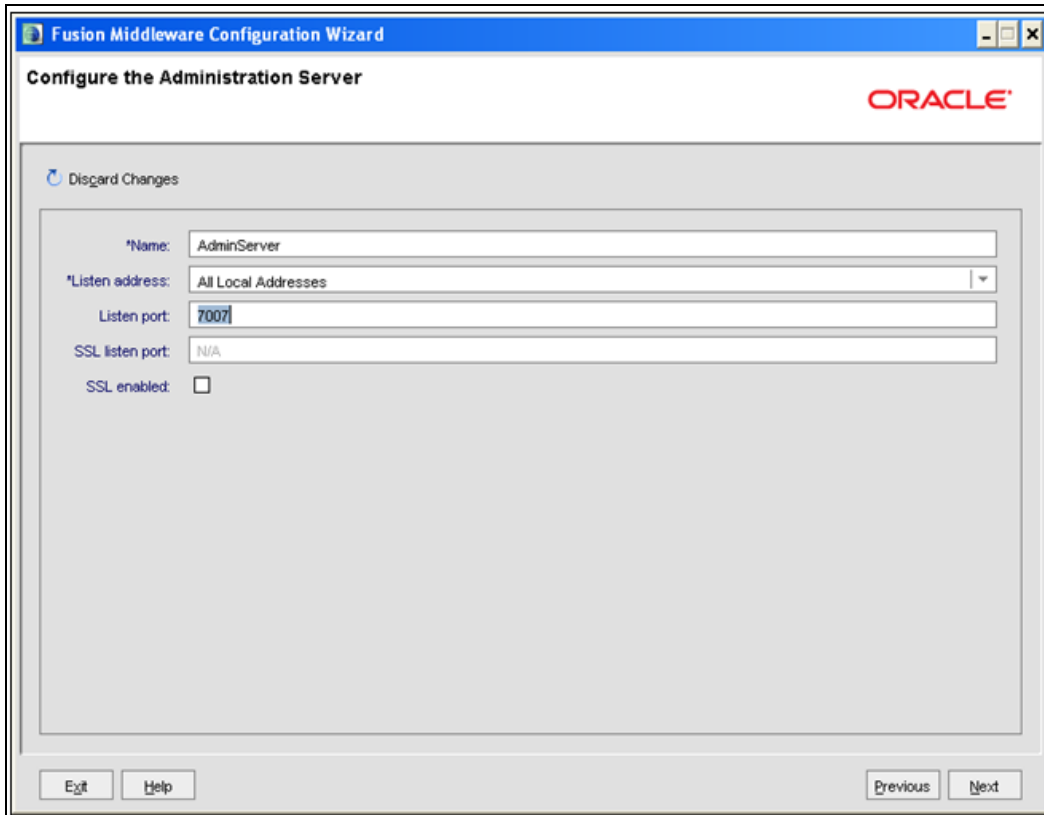 Fusion Middleware Configuration Wizard
Configure the Administration Server
ORACLE
Discard Changes
*Name: AdminServer
*Listen address: All Local Addresses
Listen port: 7007
SSL listen port: N/A
SSL enabled:
Exit Help Previous Next